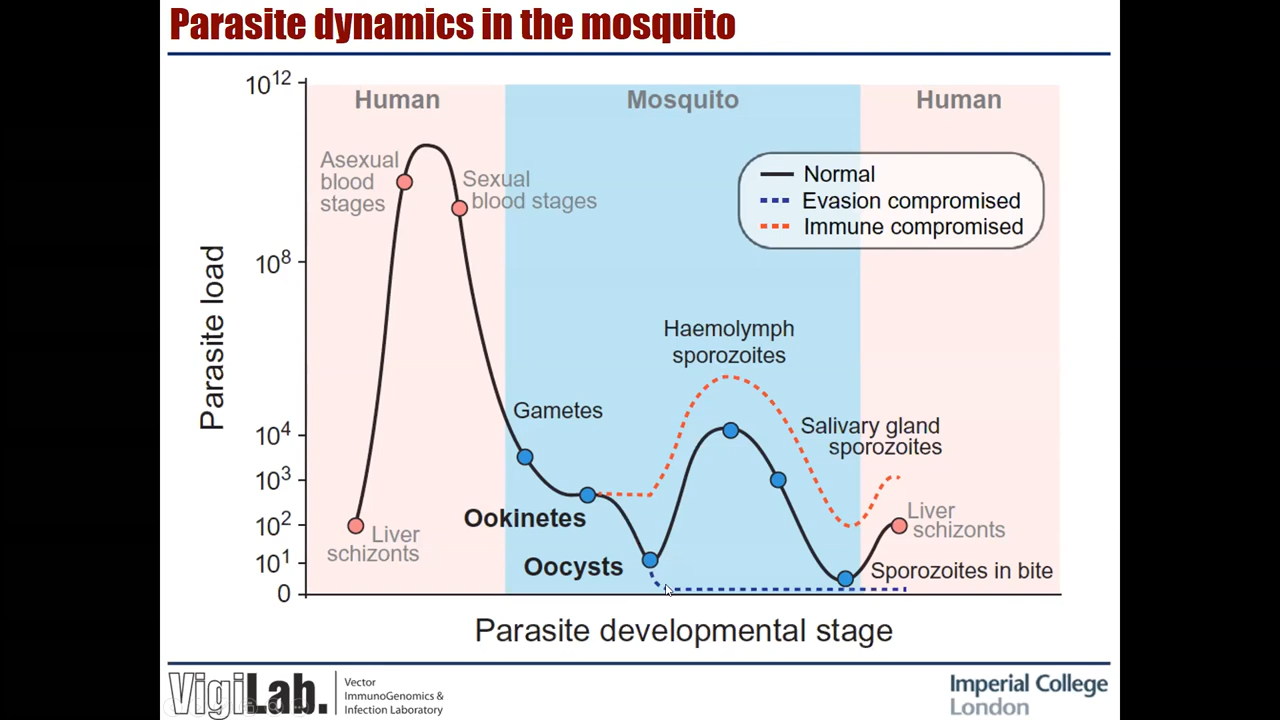 Parasite dynamics in the mosquito
Human
Mosquito
Human
10¹²
10⁸
10⁴
10³
10²
10¹
0
Parasite load
Asexual
blood
stages
Sexual
blood stages
Liver
schizonts
Normal
Evasion compromised
Immune compromised
Gametes
Ookinetes
Oocysts
Haemolymph
sporozoites
Salivary gland
sporozoites
Liver
schizonts
Sporozoites in bite
Parasite developmental stage
VigiLab.
Vector
ImmunoGenomics &
Infection Laboratory
Imperial College
London